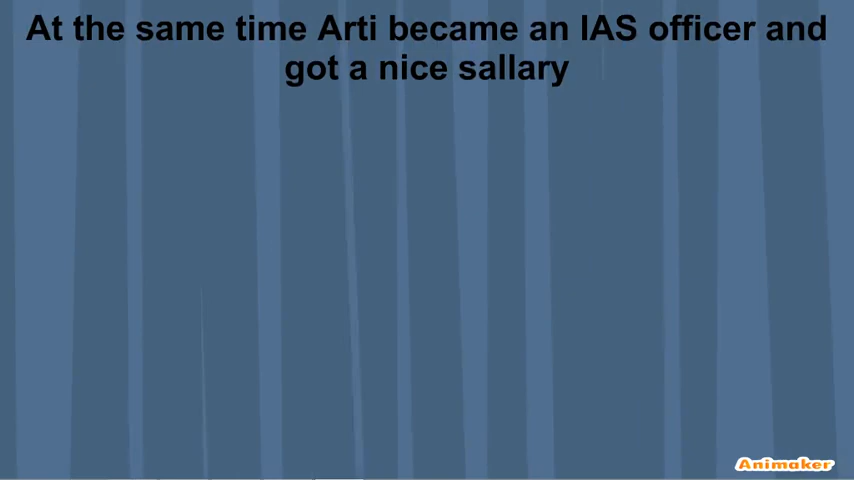 At the same time Arti became an IAS officer and
got a nice sallary
Animaker